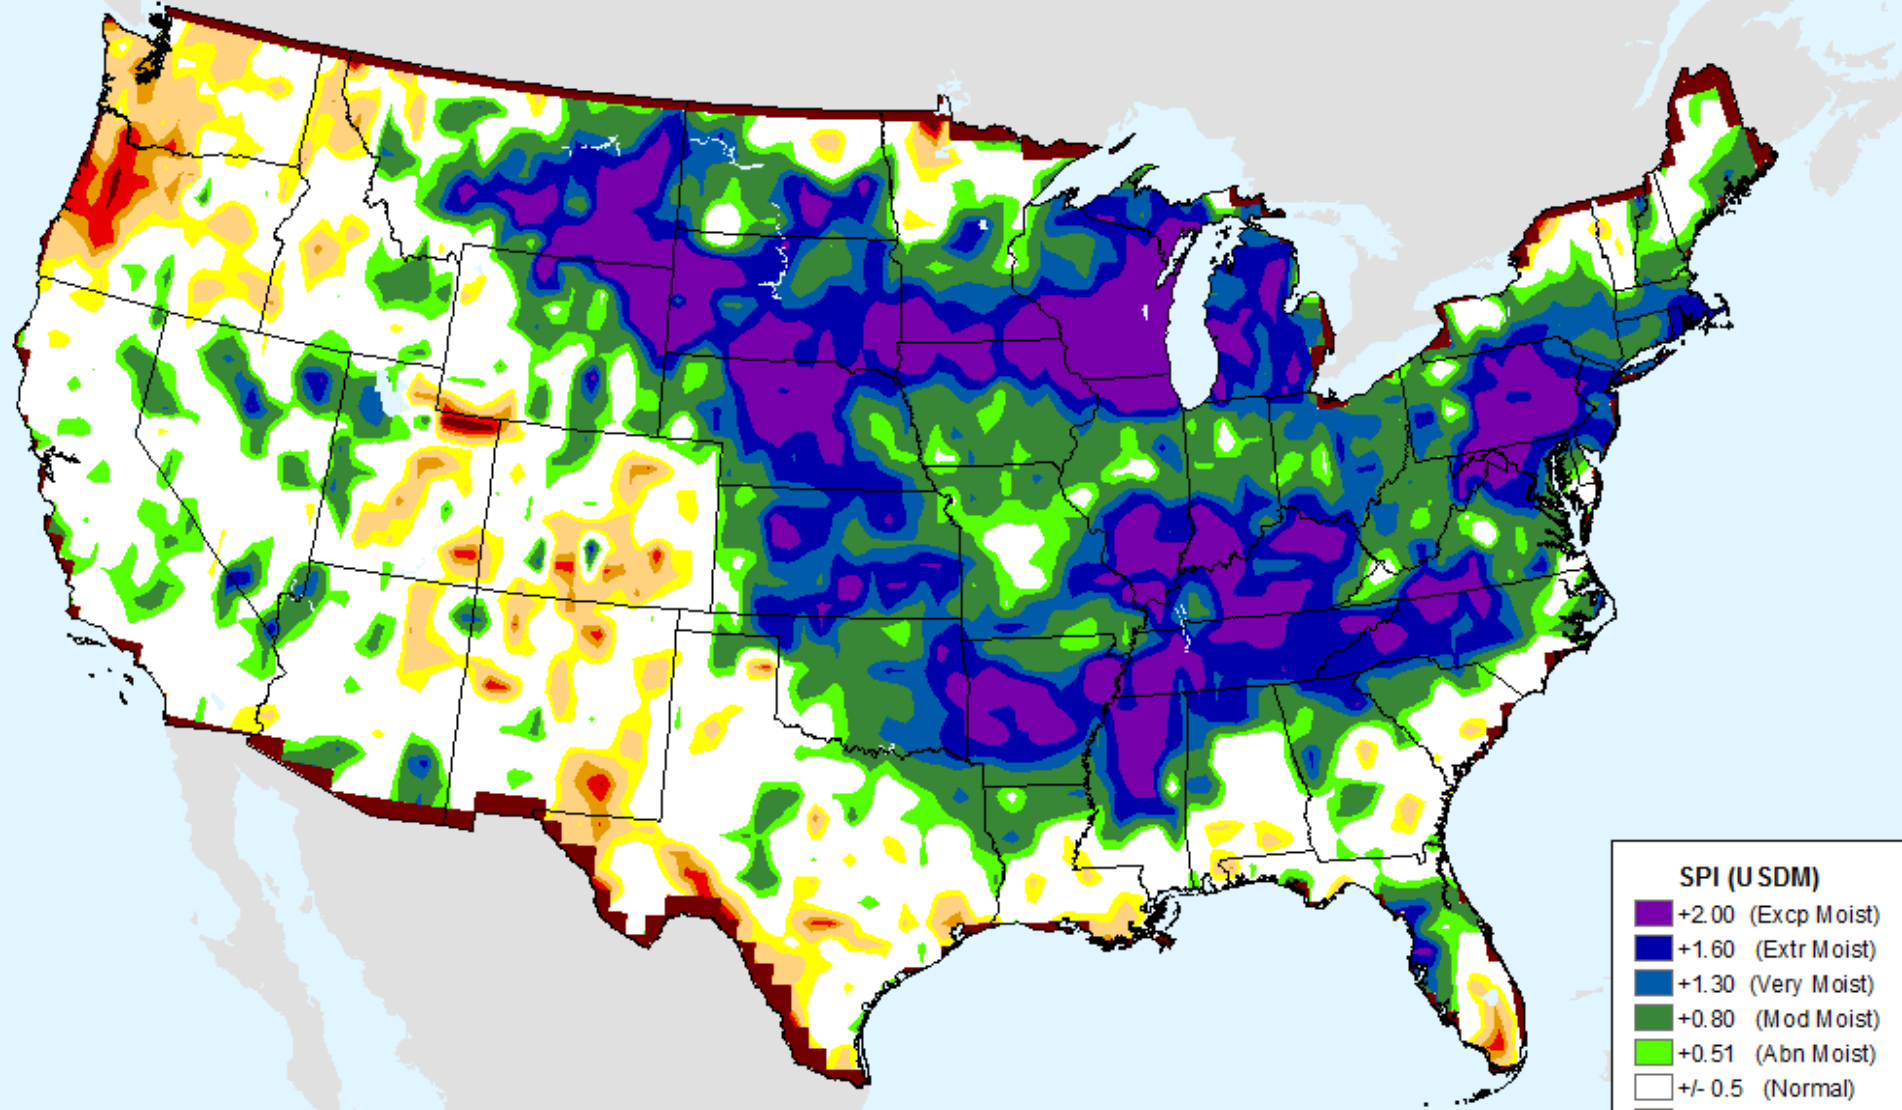 SPI (USDM)
+2.00 (Excp Moist)
+1.60 (Extr Moist)
+1.30 (Very Moist)
+0.80 (Mod Moist)
+0.51 (Abn Moist)
+/- 0.5 (Normal)